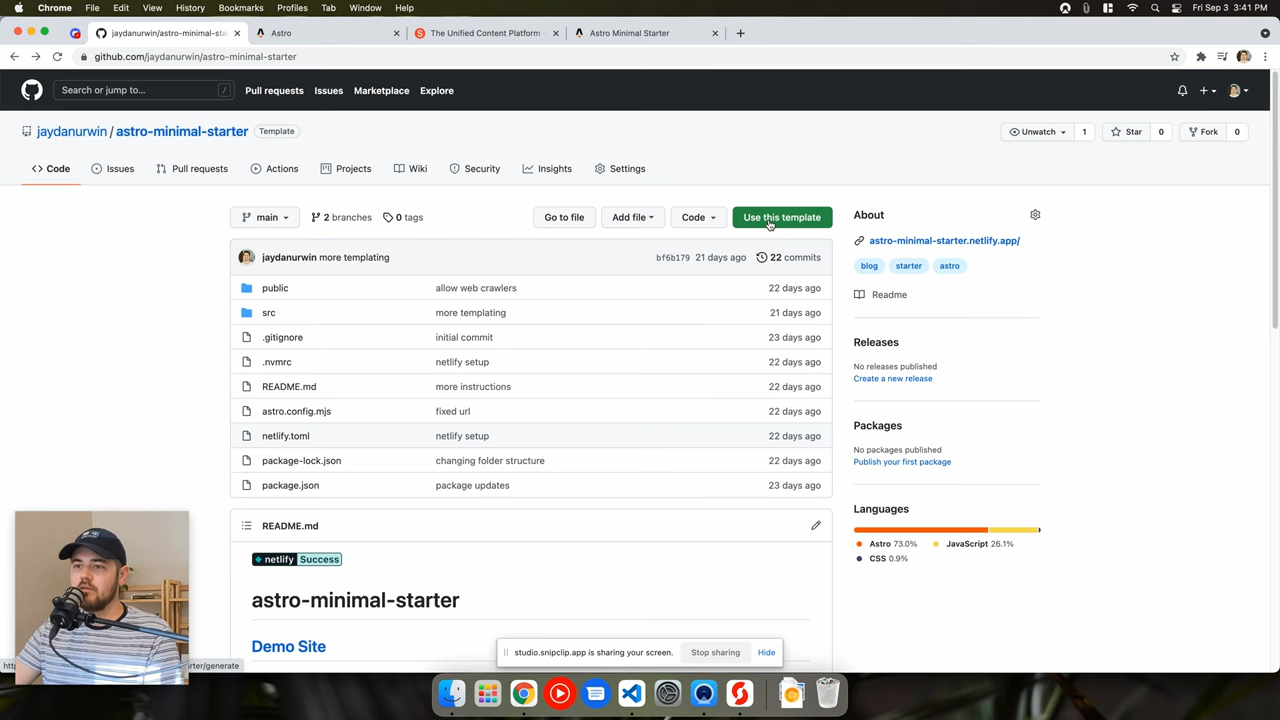 Chrome File Edit View History Bookmarks Profiles Tab Window Help Fri Sep 3 3:41 PM
jaydanurwin/astro-minimal-sta Astro The Unified Content Platform Astro Minimal Starter
github.com/jaydanurwin/astro-minimal-starter
Search or jump to... / Pull requests Issues Marketplace Explore
jaydanurwin / astro-minimal-starter Template Unwatch 1 Star 0 Fork 0
Code Issues Pull requests Actions Projects Wiki Security Insights Settings
main 2 branches 0 tags Go to file Add file Code Use this template
jaydanurwin more templating bf6b179 21 days ago 22 commits
public allow web crawlers 22 days ago
src more templating 21 days ago
.gitignore initial commit 23 days ago
.nvmrc netlify setup 22 days ago
README.md more instructions 22 days ago
astro.config.mjs fixed url 22 days ago
netlify.toml netlify setup 22 days ago
package-lock.json changing folder structure 22 days ago
package.json package updates 23 days ago
README.md
netlify Success
astro-minimal-starter
Demo Site
About
astro-minimal-starter.netlify.app/
blog starter astro
Readme
Releases
No releases published
Create a new release
Packages
No packages published
Publish your first package
Languages
Astro 73.0% JavaScript 26.1%
CSS 0.9%
studio.snipclip.app is sharing your screen. Stop sharing Hide
rter/generate